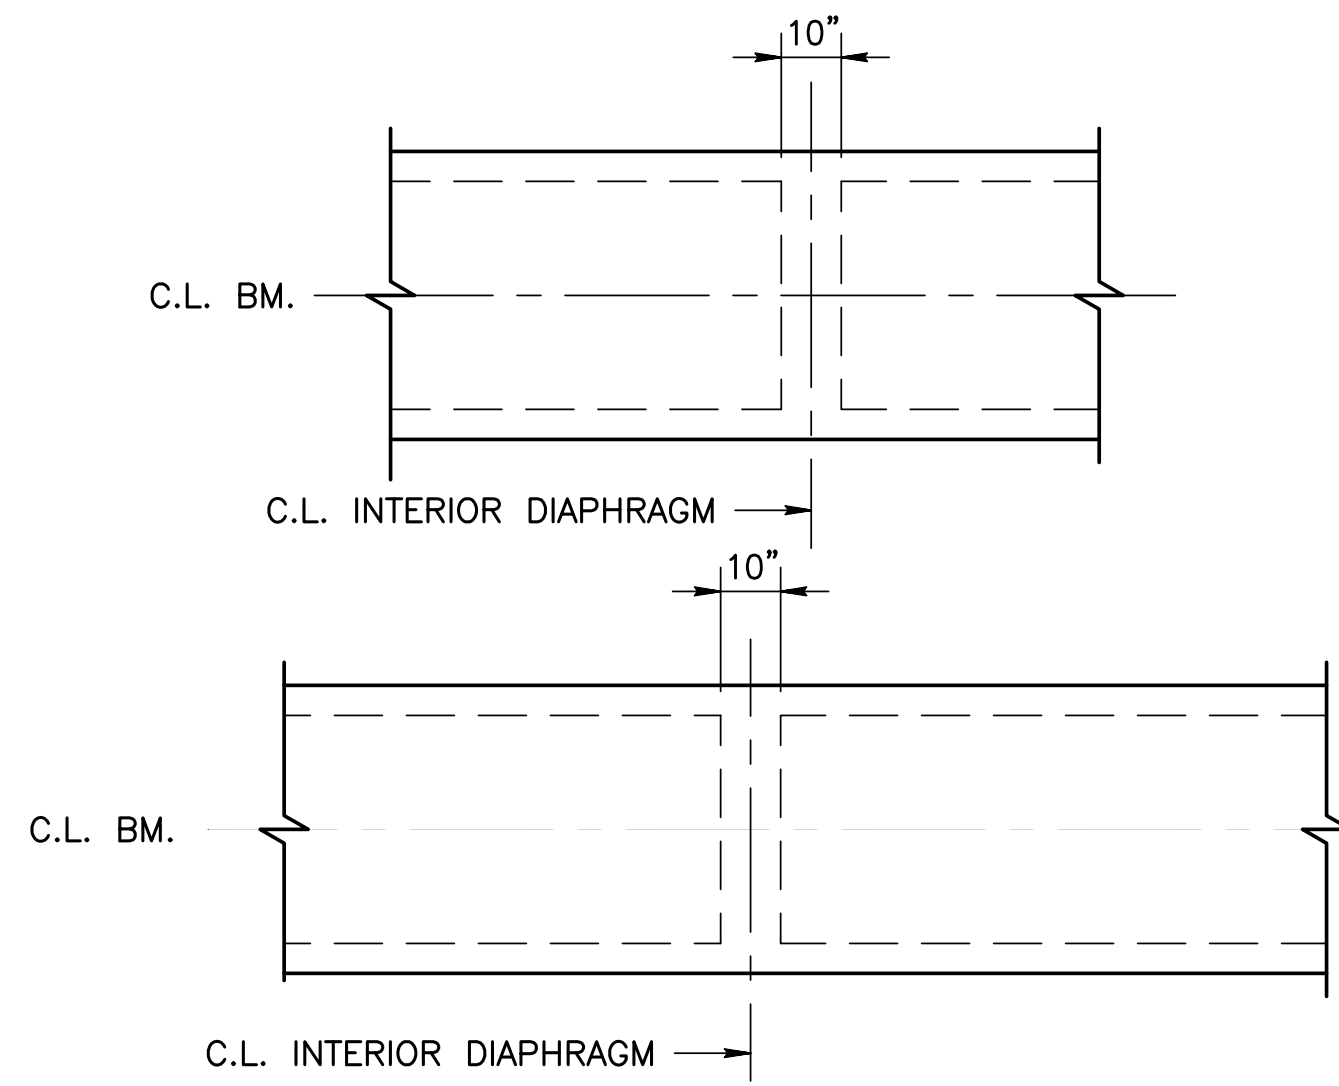 10”
C.L. BM.
C.L. INTERIOR DIAPHRAGM
10”
C.L. BM.
C.L. INTERIOR DIAPHRAGM